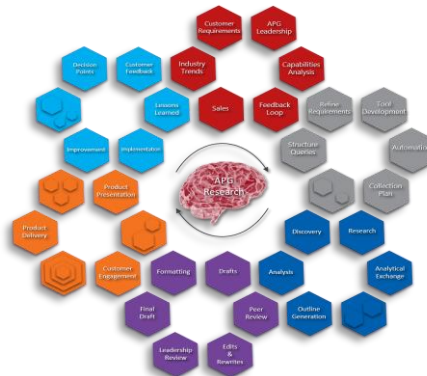 Customer
Requirements
APG
Leadership
Decision
Points
Customer
Feedback
Industry
Trends
Capabilities
Analysis
Lessons
Learned
Sales
Feedback
Loop
Refine
Requirements
Tool
Development
Improvement
Implementation
Structure
Queries
Automation
APG
Research
Product
Presentation
Collection
Plan
Product
Delivery
Discovery
Research
Customer
Engagement
Formatting
Drafts
Analysis
Analytical
Exchange
Final
Draft
Peer
Review
Outline
Generation
Leadership
Review
Edits
&
Rewrites